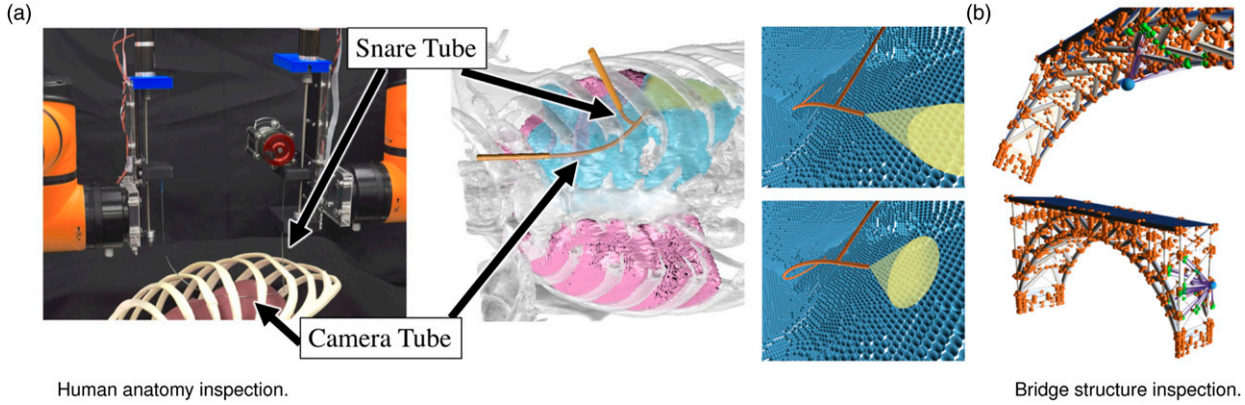 (a)
(b)
Snare Tube
Camera Tube
Human anatomy inspection.
Bridge structure inspection.